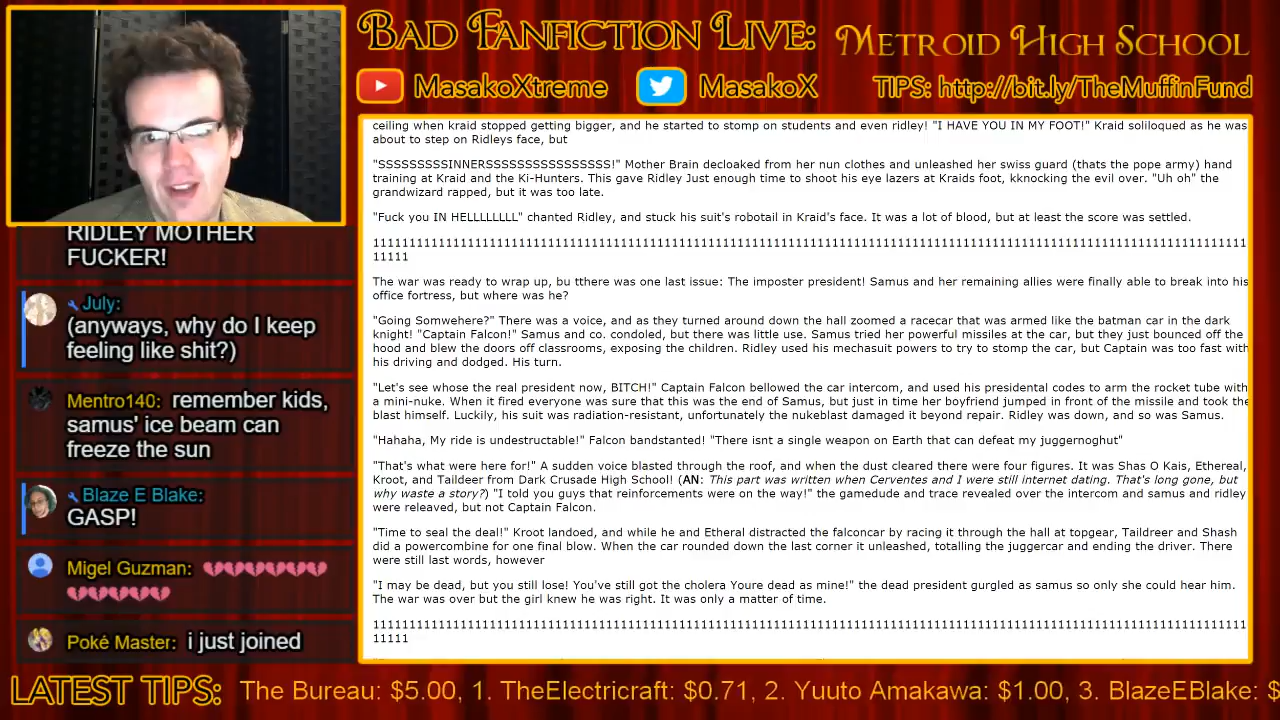 BAD FANFICTION LIVE:
METROID HIGH SCHOOL
MasakoXtreme
MasakoX
TIPS: http://bit.ly/TheMuffinFund
RIDLEY MOTHER
FUCKER!
July:
(anyways, why do I keep
feeling like shit?)
Mentro140: remember kids,
samus' ice beam can
freeze the sun
Blaze E Blake:
GASP!
Migel Guzman: 💔💔💔💔💔💔💔💔💔
💔💔💔💔💔💔💔💔
Poké Master: i just joined
ceiling when kraid stopped getting bigger, and he started to stomp on students and even ridley! "I HAVE YOU IN MY FOOT!" Kraid soliloqued as he was
about to step on Ridleys face, but
"SSSSSSSSSINNERSSSSSSSSSSSSSSSS!" Mother Brain decloaked from her nun clothes and unleashed her swiss guard (thats the pope army) hand
training at Kraid and the Ki-Hunters. This gave Ridley Just enough time to shoot his eye lazers at Kraids foot, kknocking the evil over. "Uh oh" the
grandwizard rapped, but it was too late.
"Fuck you IN HELLLLLLLL" chanted Ridley, and stuck his suit's robotail in Kraid's face. It was a lot of blood, but at least the score was settled.
11111111111111111111111111111111111111111111111111111111111111111111111111111111111111111111111111111111111111111111111
11111
The war was ready to wrap up, bu tthere was one last issue: The imposter president! Samus and her remaining allies were finally able to break into his
office fortress, but where was he?
"Going Somwehere?" There was a voice, and as they turned around down the hall zoomed a racecar that was armed like the batman car in the dark
knight! "Captain Falcon!" Samus and co. condoled, but there was little use. Samus tried her powerful missiles at the car, but they just bounced off the
hood and blew the doors off classrooms, exposing the children. Ridley used his mechasuit powers to try to stomp the car, but Captain was too fast with
his driving and dodged. His turn.
"Let's see whose the real president now, BITCH!" Captain Falcon bellowed the car intercom, and used his presidental codes to arm the rocket tube with
a mini-nuke. When it fired everyone was sure that this was the end of Samus, but just in time her boyfriend jumped in front of the missile and took the
blast himself. Luckily, his suit was radiation-resistant, unfortunately the nukeblast damaged it beyond repair. Ridley was down, and so was Samus.
"Hahaha, My ride is undestructable!" Falcon bandstanted! "There isnt a single weapon on Earth that can defeat my juggernoghut"
"That's what were here for!" A sudden voice blasted through the roof, and when the dust cleared there were four figures. It was Shas O Kais, Ethereal,
Kroot, and Taildeer from Dark Crusade High School! (AN: This part was written when Cerventes and I were still internet dating. That's long gone, but
why waste a story?) "I told you guys that reinforcements were on the way!" the gamedude and trace revealed over the intercom and samus and ridley
were releaved, but not Captain Falcon.
"Time to seal the deal!" Kroot landoed, and while he and Etheral distracted the falconcar by racing it through the hall at topgear, Taildreer and Shash
did a powercombine for one final blow. When the car rounded down the last corner it unleashed, totalling the juggercar and ending the driver. There
were still last words, however
"I may be dead, but you still lose! You've still got the cholera Youre dead as mine!" the dead president gurgled as samus so only she could hear him.
The war was over but the girl knew he was right. It was only a matter of time.
11111111111111111111111111111111111111111111111111111111111111111111111111111111111111111111111111111111111111111111111
11111
LATEST TIPS: The Bureau: $5.00, 1. TheElectricraft: $0.71, 2. Yuuto Amakawa: $1.00, 3. BlazeEBlake: $